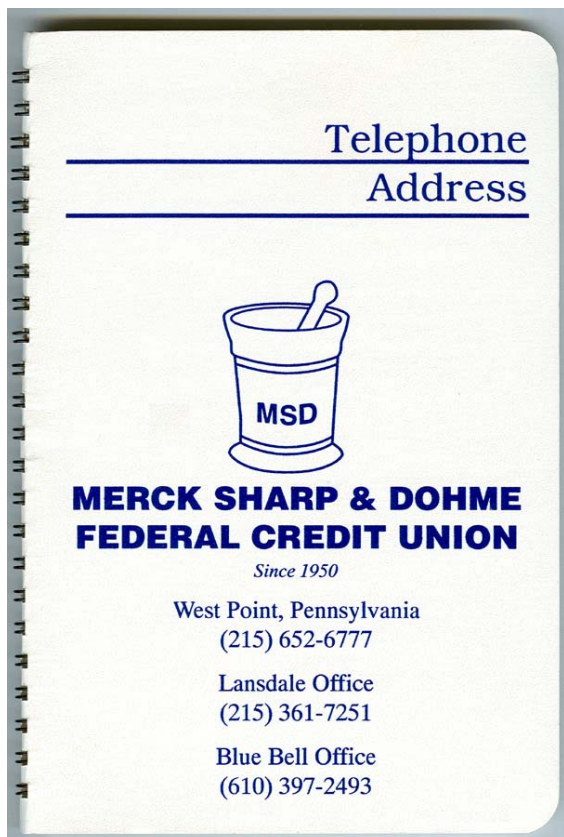 Telephone
Address
MSD
MERCK SHARP & DOHME
FEDERAL CREDIT UNION
Since 1950
West Point, Pennsylvania
(215) 652-6777
Lansdale Office
(215) 361-7251
Blue Bell Office
(610) 397-2493